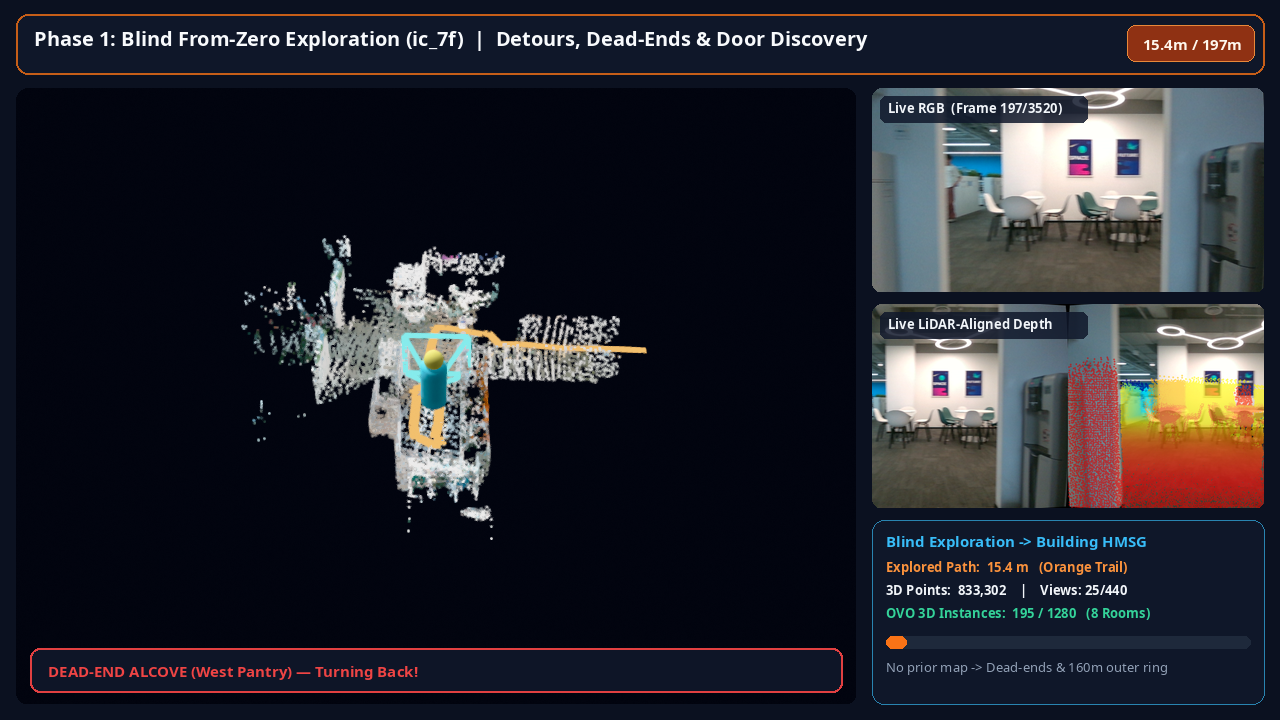 Phase 1: Blind From-Zero Exploration (ic_7f) | Detours, Dead-Ends & Door Discovery
15.4m / 197m
Live RGB (Frame 197/3520)
Live LiDAR-Aligned Depth
Blind Exploration -> Building HMSG
Explored Path: 15.4 m (Orange Trail)
3D Points: 833,302 | Views: 25/440
OVO 3D Instances: 195 / 1280 (8 Rooms)
No prior map -> Dead-ends & 160m outer ring
DEAD-END ALCOVE (West Pantry) — Turning Back!